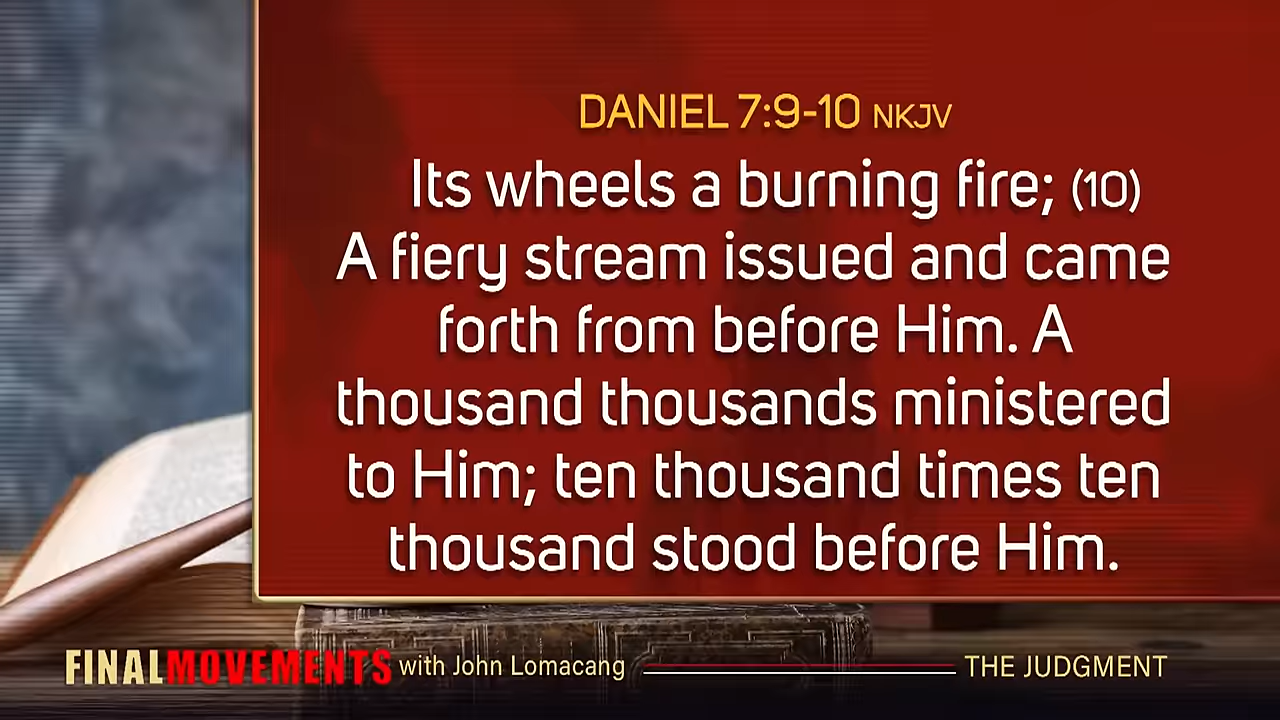 DANIEL 7:9-10 NKJV
Its wheels a burning fire; (10)
A fiery stream issued and came
forth from before Him. A
thousand thousands ministered
to Him; ten thousand times ten
thousand stood before Him.
FINALMOVEMENTS with John Lomacang THE JUDGMENT